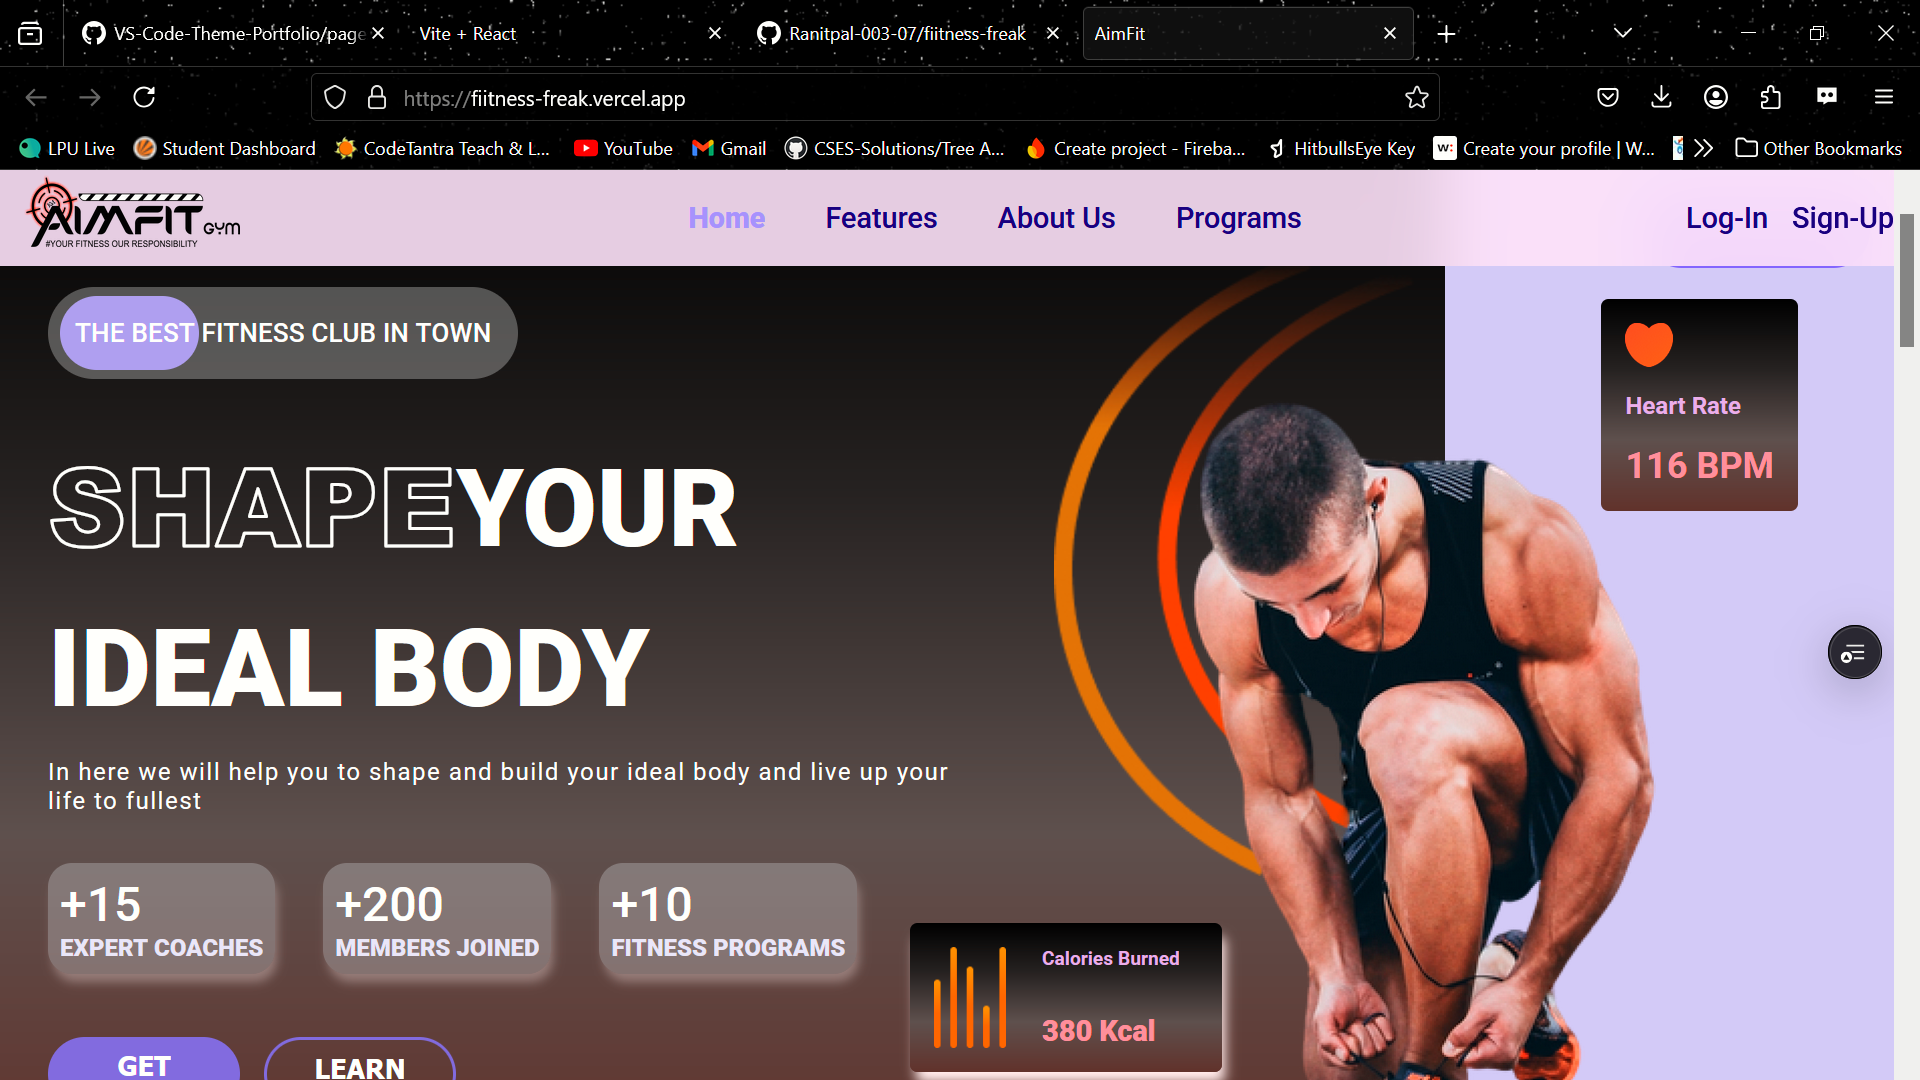 VS-Code-Theme-Portfolio/page
Vite + React
Ranitpal-003-07/fiitness-freak
AimFit
https://fiitness-freak.vercel.app
LPU Live
Student Dashboard
CodeTantra Teach & L...
YouTube
Gmail
CSES-Solutions/Tree A...
Create project - Fireba...
HitbullsEye Key
w:
Create your profile | W...
Other Bookmarks
AIMFIT GYM
#YOUR FITNESS OUR RESPONSIBILITY
Home
Features
About Us
Programs
Log-In
Sign-Up
THE BEST FITNESS CLUB IN TOWN
Heart Rate
116 BPM
SHAPEYOUR
IDEAL BODY
In here we will help you to shape and build your ideal body and live up your
life to fullest
+15
EXPERT COACHES
+200
MEMBERS JOINED
+10
FITNESS PROGRAMS
Calories Burned
380 Kcal
GET
LEARN